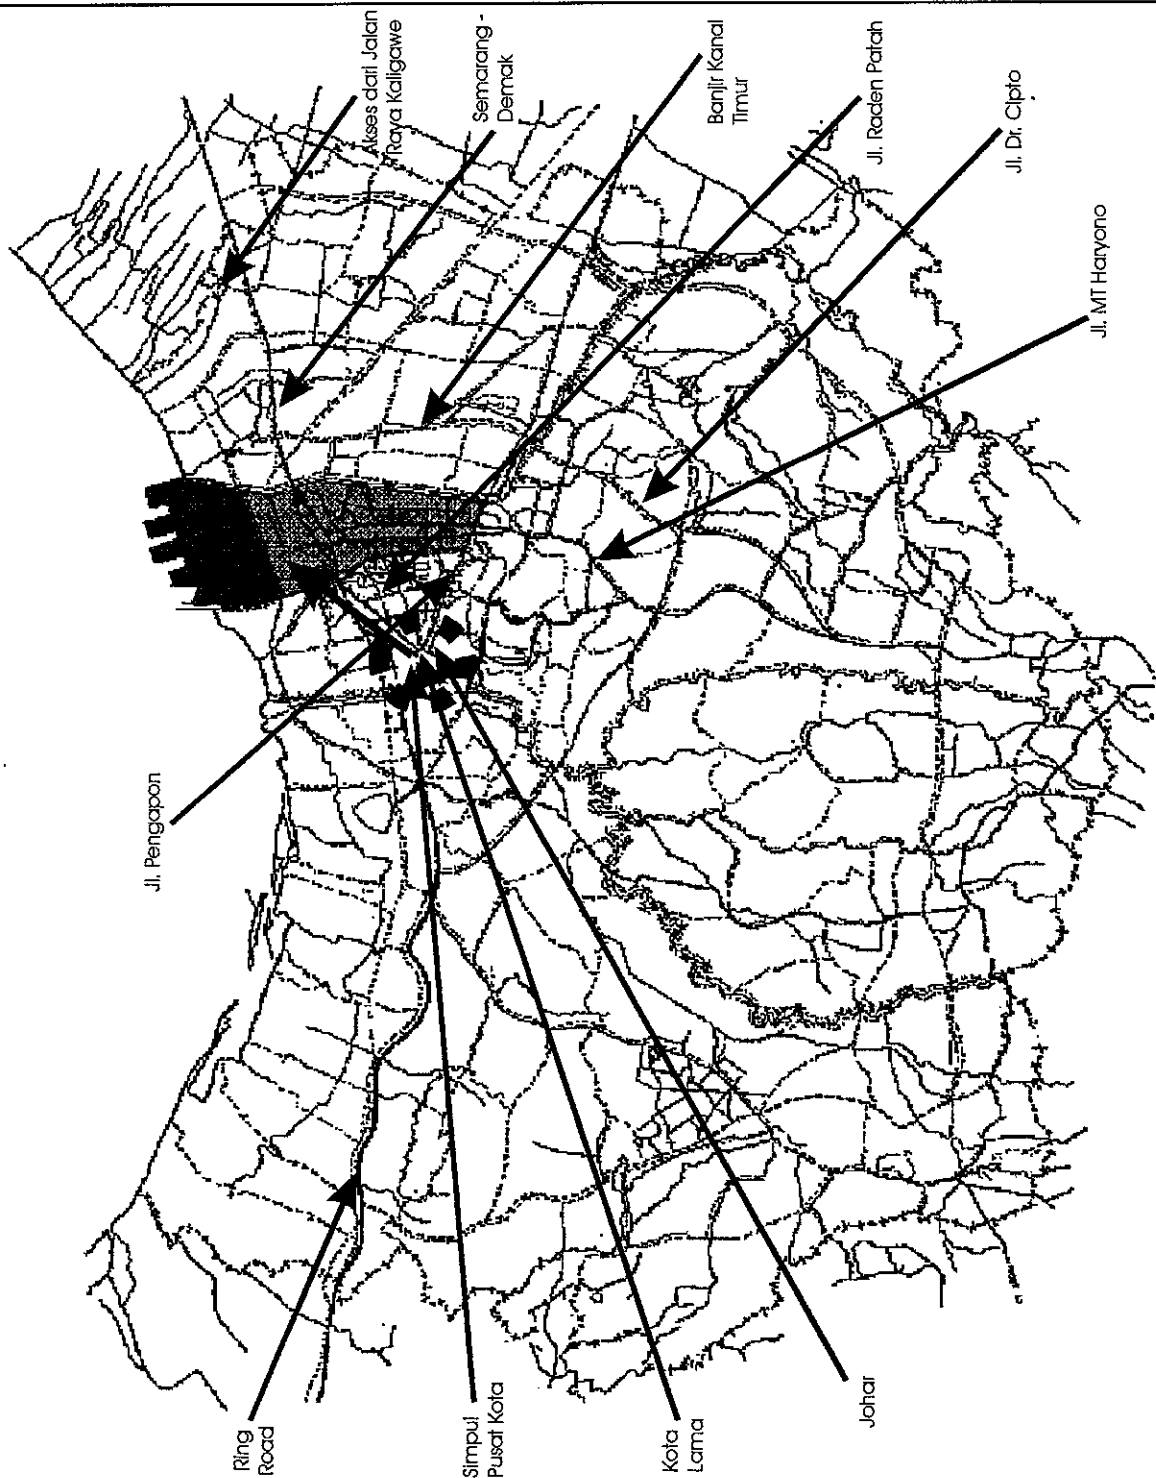 Ring
Road
Simpul
Pusat Kota
Kota
Lama
Johar
Jl. Pengapon
Akses dari Jalan
Raya Kaligawe
Semarang -
Demak
Banjir Kanal
Timur
Jl. Raden Patah
Jl. Dr. Cipto
Jl. MT Haryono